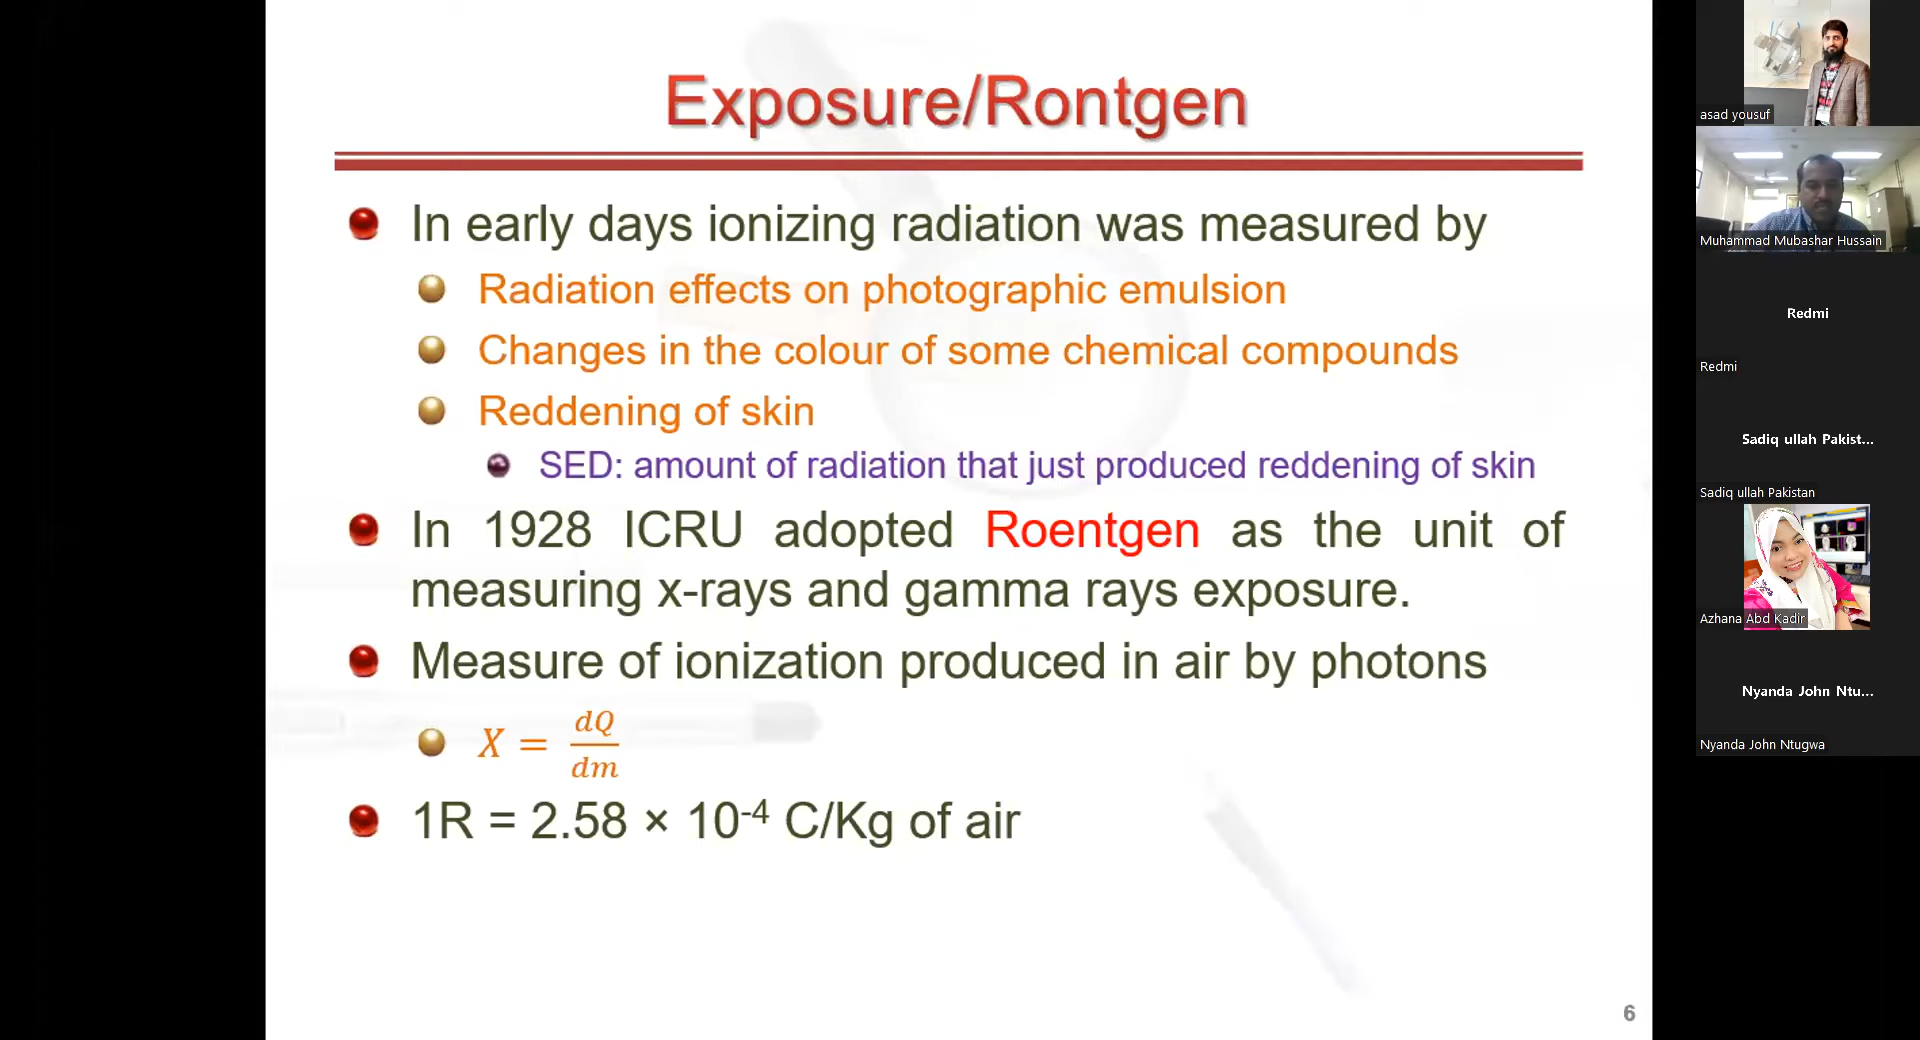 Exposure/Rontgen
In early days ionizing radiation was measured by
Radiation effects on photographic emulsion
Changes in the colour of some chemical compounds
Reddening of skin
SED: amount of radiation that just produced reddening of skin
In 1928 ICRU adopted Roentgen as the unit of
measuring x-rays and gamma rays exposure.
Measure of ionization produced in air by photons
X = dQ/dm
1R = 2.58 × 10⁻⁴ C/Kg of air
6
asad yousuf
Muhammad Mubashar Hussain
Redmi
Redmi
Sadiq ullah Pakist...
Sadiq ullah Pakistan
Azhana Abd Kadir
Nyanda John Ntu...
Nyanda John Ntugwa